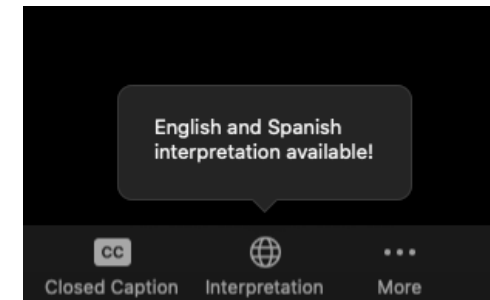 English and Spanish
interpretation available!
CC
Closed Caption Interpretation More